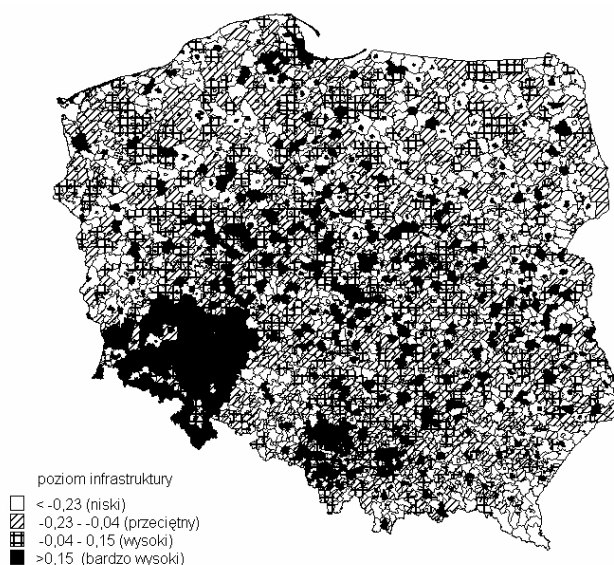 poziom infrastruktury
< -0,23 (niski)
-0,23 - -0,04 (przeciętny)
-0,04 - 0,15 (wysoki)
>0,15 (bardzo wysoki)